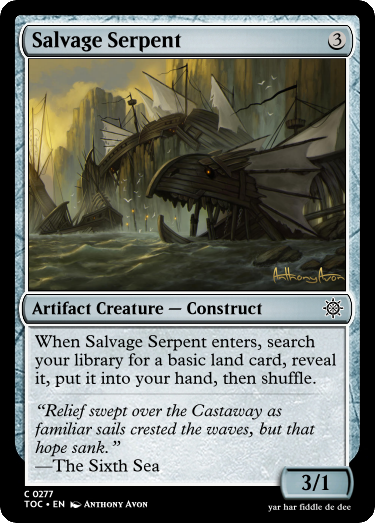 Salvage Serpent 3
Anthony Avon
Artifact Creature — Construct
When Salvage Serpent enters, search
your library for a basic land card, reveal
it, put it into your hand, then shuffle.
“Relief swept over the Castaway as
familiar sails crested the waves, but that
hope sank.”
—The Sixth Sea
3/1
C 0277
TOC • EN Anthony Avon
yar har fiddle de dee